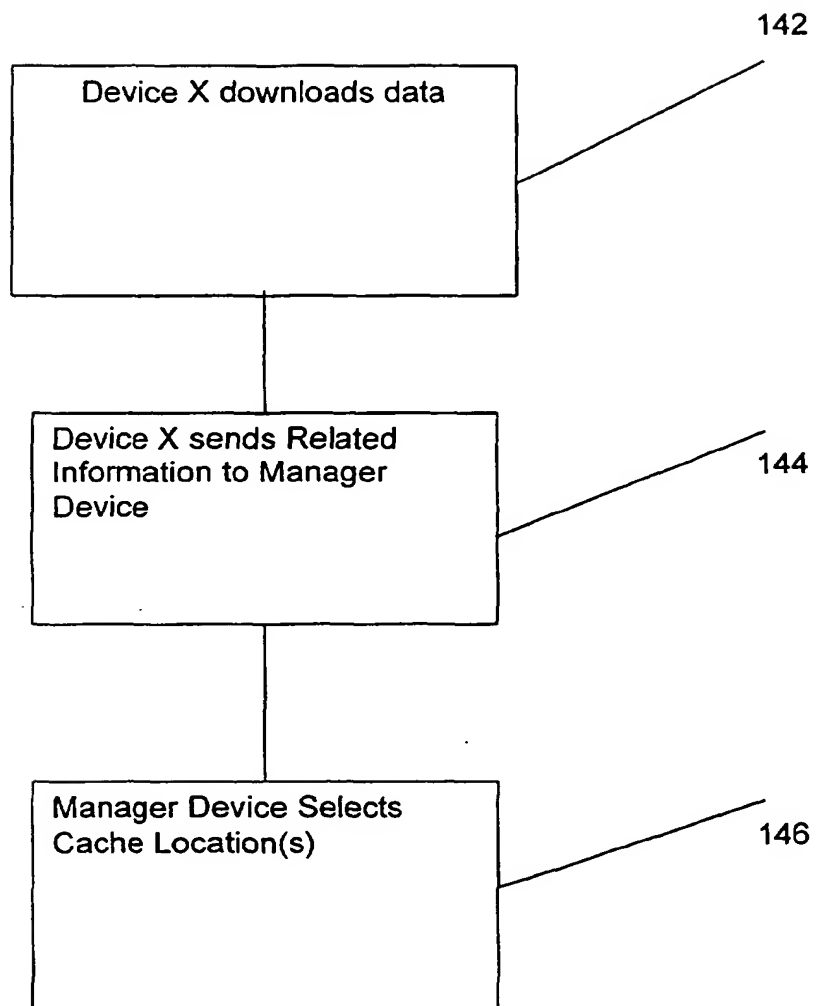 142
Device X downloads data
Device X sends Related
Information to Manager
Device
144
Manager Device Selects
Cache Location(s)
146